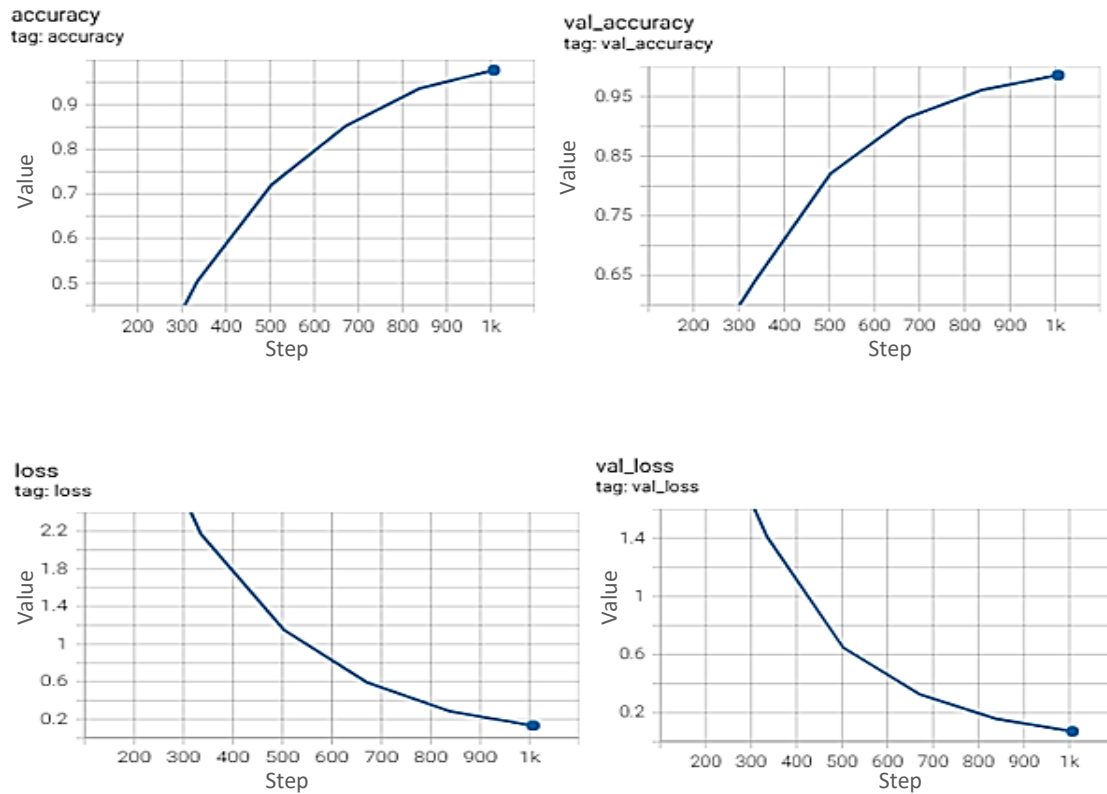 accuracy
tag: accuracy
0.9
0.8
0.7
0.6
0.5
Value
200 300 400 500 600 700 800 900 1k
Step
val_accuracy
tag: val_accuracy
0.95
0.85
0.75
0.65
Value
200 300 400 500 600 700 800 900 1k
Step
loss
tag: loss
2.2
1.8
1.4
1
0.6
0.2
Value
200 300 400 500 600 700 800 900 1k
Step
val_loss
tag: val_loss
1.4
1
0.6
0.2
Value
200 300 400 500 600 700 800 900 1k
Step